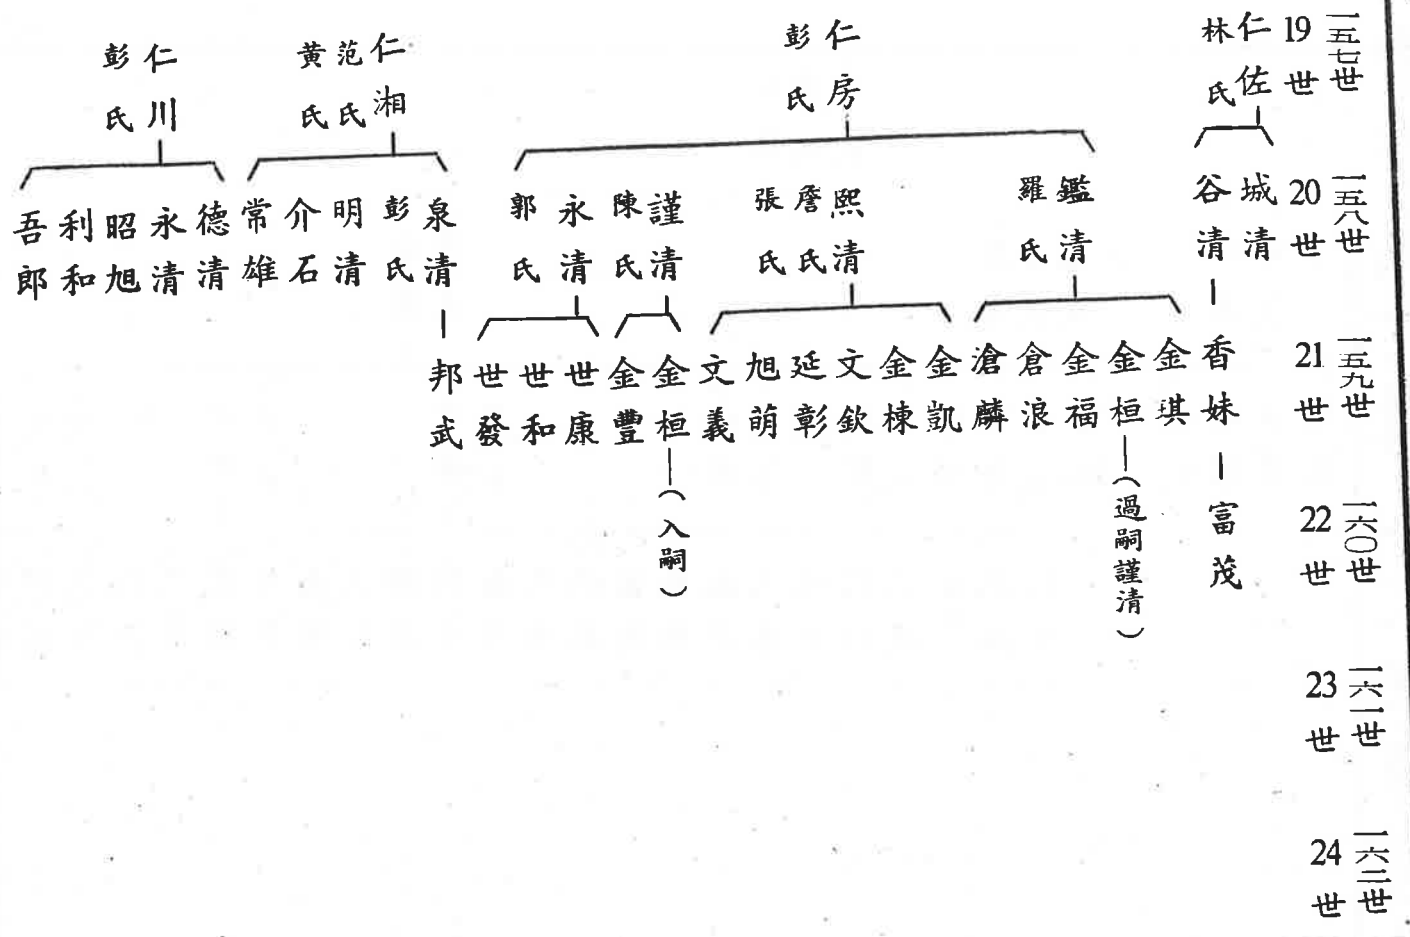 一五七世
19世
仁佐
林氏
仁房
彭氏
仁湘
范氏
黄氏
仁川
彭氏
一五八世
20世
城清
谷清
鑑清
羅氏
熙清
詹氏
張氏
謹清
陳氏
永清
郭氏
泉清
彭氏
明清
介石
常雄
德清
永清
昭旭
利和
吾郎
一五九世
21世
香妹
金琪
金桓
金福
倉浪
滄麟
金凱
金棟
文欽
延彰
旭萌
文義
金桓
金豐
世康
世和
世發
邦武
一六〇世
22世
富茂
（過嗣謹清）
（入嗣）
一六一世
23世
一六二世
24世